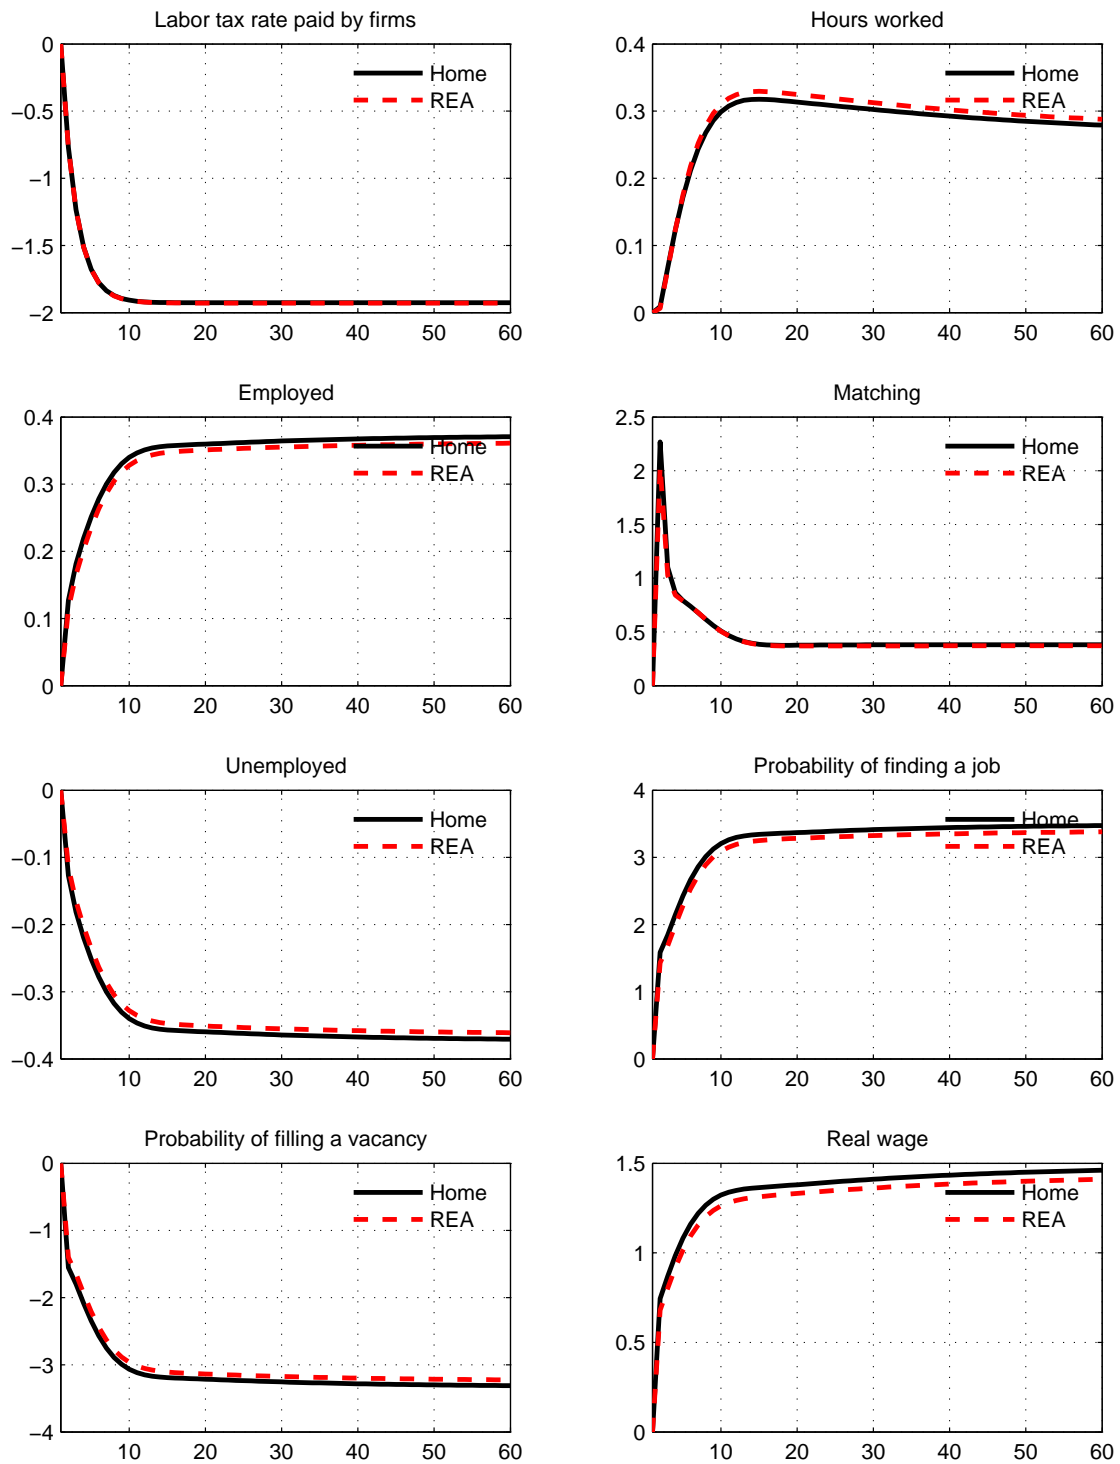 Labor tax rate paid by firms
0
−0.5
−1
−1.5
−2
10 20 30 40 50 60
Home
REA
Hours worked
0.4
0.3
0.2
0.1
0
10 20 30 40 50 60
Home
REA
Employed
0.4
0.3
0.2
0.1
0
10 20 30 40 50 60
Home
REA
Matching
2.5
2
1.5
1
0.5
0
10 20 30 40 50 60
Home
REA
Unemployed
0
−0.1
−0.2
−0.3
−0.4
10 20 30 40 50 60
Home
REA
Probability of finding a job
4
3
2
1
0
10 20 30 40 50 60
Home
REA
Probability of filling a vacancy
0
−1
−2
−3
−4
10 20 30 40 50 60
Home
REA
Real wage
1.5
1
0.5
0
10 20 30 40 50 60
Home
REA